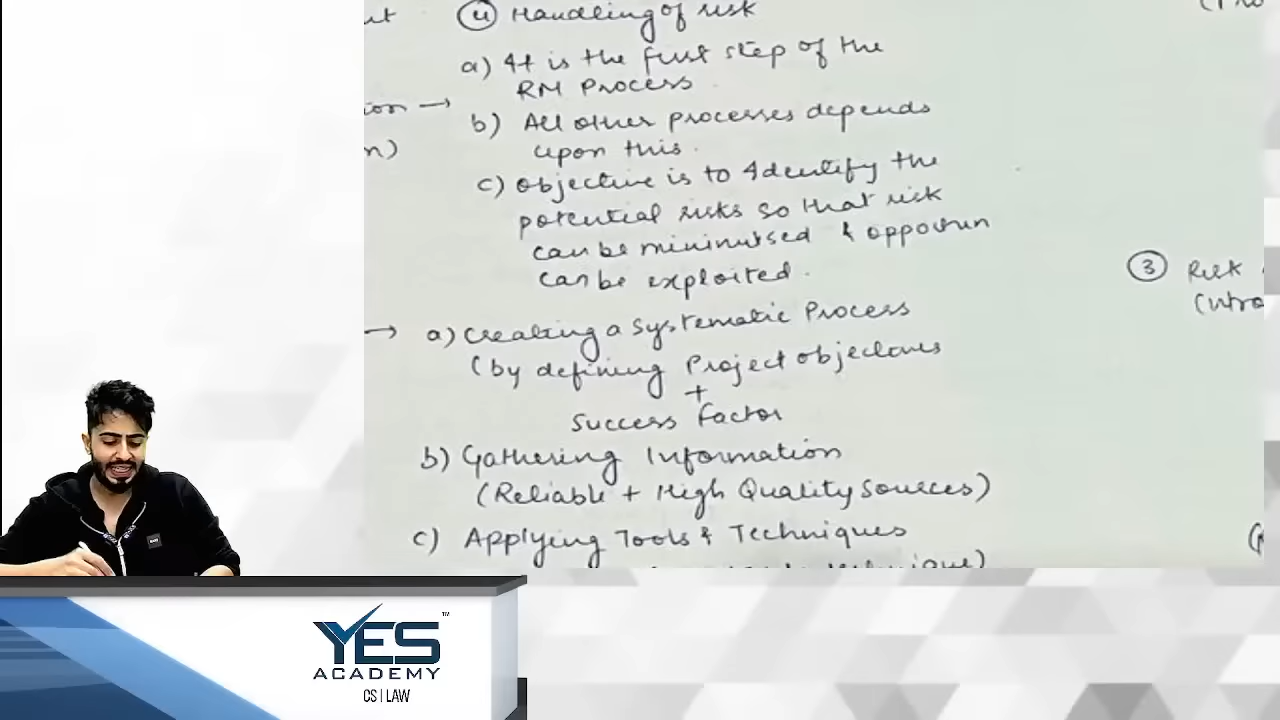 ④ Handling of risk
a) It is the first step of the
RM Process
b) All other processes depends
upon this.
c) Objective is to Identify the
potential risks so that risk
can be minimised & opportun
can be exploited.
→ a) Creating a Systematic Process
(by defining Project objectives
+
Success factor
b) Gathering Information
(Reliable + High Quality Sources)
c) Applying Tools & Techniques
③ Risk
(intro
YES™
ACADEMY
CS | LAW